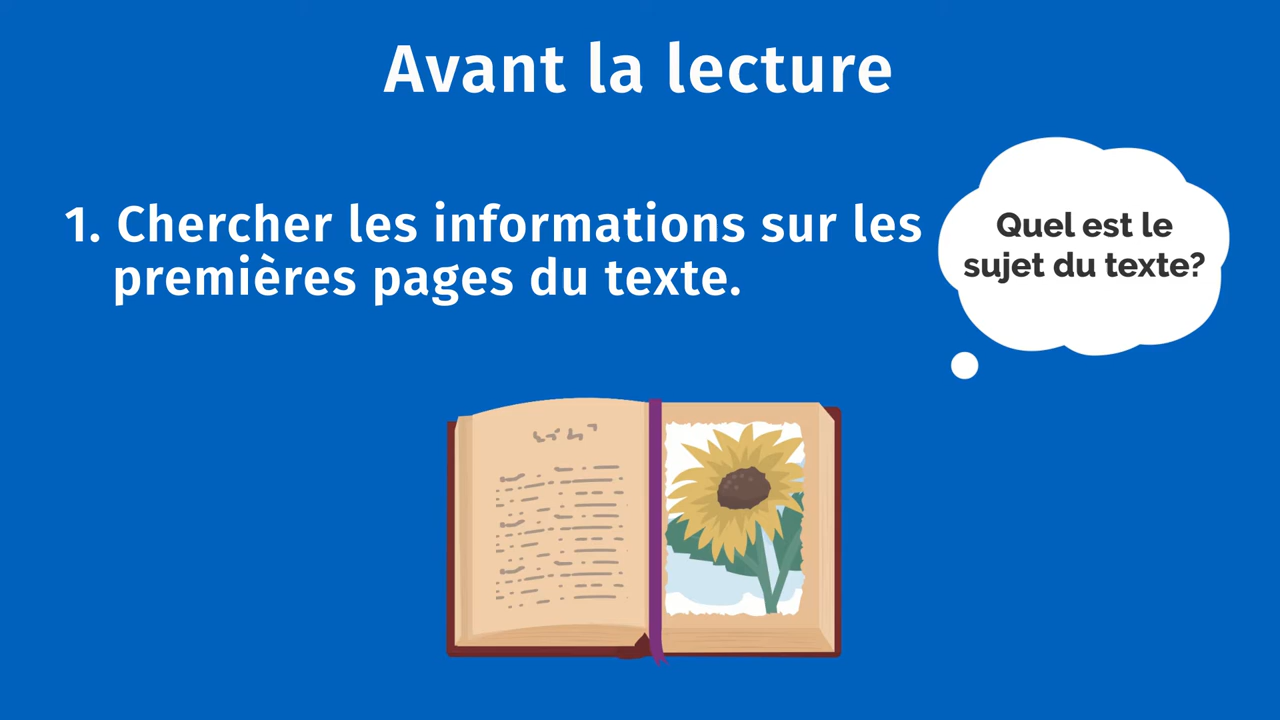 Avant la lecture
1. Chercher les informations sur les
premières pages du texte.
Quel est le
sujet du texte?